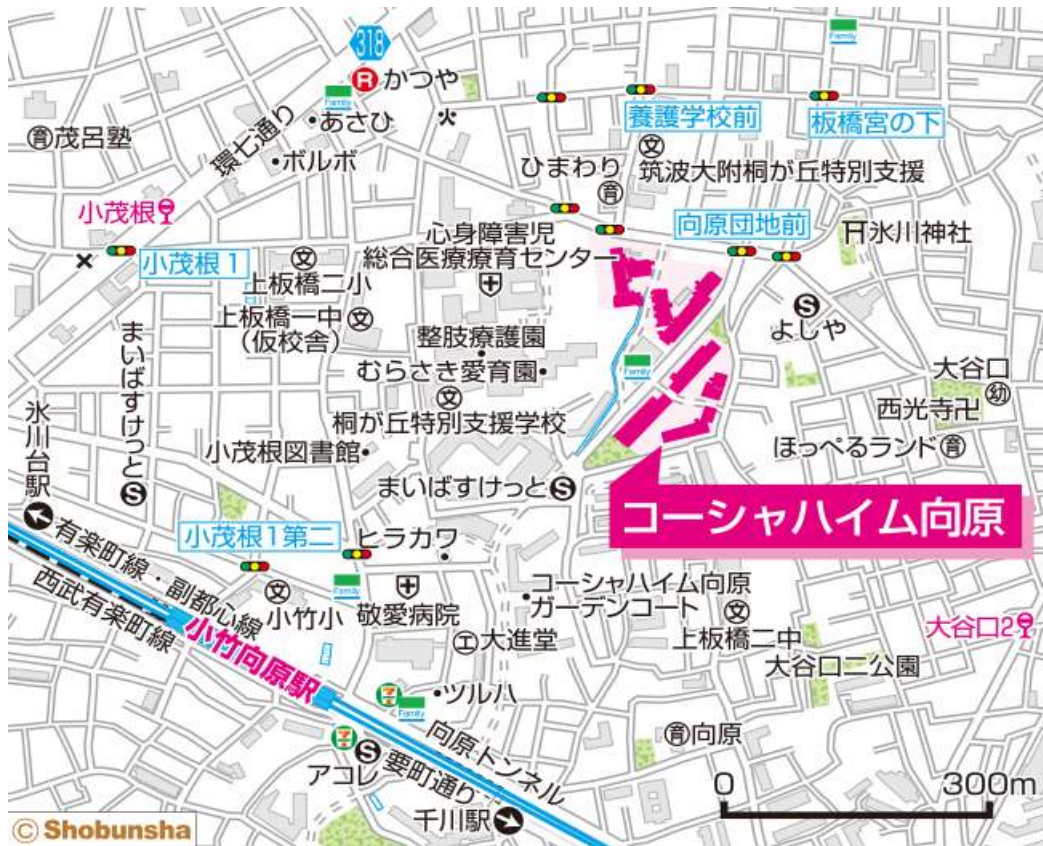 318
Family
Ⓡかつや
Family
あさひ
茂呂塾
環七通り
ボルボ
養護学校前
板橋宮の下
ひまわり
筑波大附桐が丘特別支援
小茂根
心身障害児
総合医療療育センター
向原団地前
氷川神社
小茂根1
上板橋二小
上板橋一中
(仮校舎)
整肢療護園
むらさき愛育園
Family
よしや
大谷口
西光寺
桐が丘特別支援学校
ほっぺるランド
まいばすけっと
小茂根図書館
氷川台駅
まいばすけっと
コーシャハイム向原
小茂根1第二
ヒラカワ
有楽町線・副都心線
西武有楽町線
Family
小竹小
敬愛病院
コーシャハイム向原
ガーデンコート
上板橋二中
大谷口2
小竹向原駅
大進堂
大谷口二公園
ツルハ
Family
向原トンネル
向原
アコレ
要町通り
千川駅
0
300m
© Shobunsha